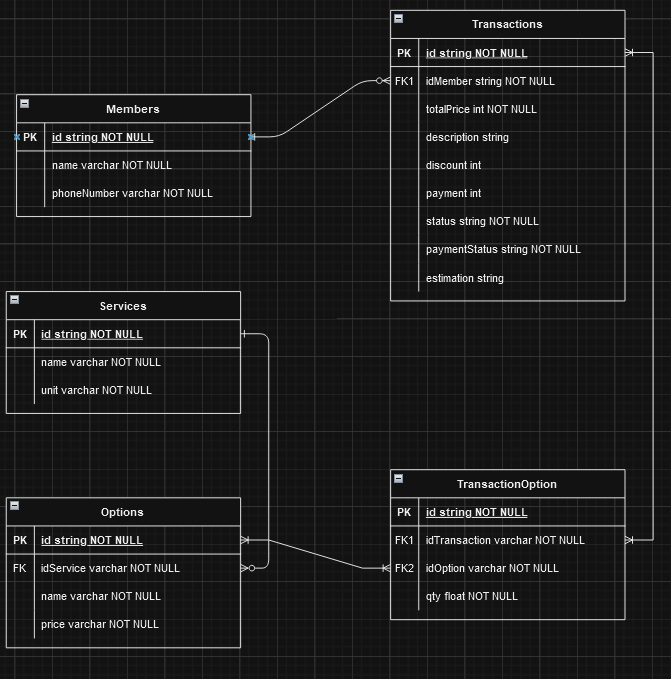 Transactions
PK id string NOT NULL
FK1 idMember string NOT NULL
totalPrice int NOT NULL
description string
discount int
payment int
status string NOT NULL
paymentStatus string NOT NULL
estimation string
Members
PK id string NOT NULL
name varchar NOT NULL
phoneNumber varchar NOT NULL
Services
PK id string NOT NULL
name varchar NOT NULL
unit varchar NOT NULL
Options
PK id string NOT NULL
FK idService varchar NOT NULL
name varchar NOT NULL
price varchar NOT NULL
TransactionOption
PK id string NOT NULL
FK1 idTransaction varchar NOT NULL
FK2 idOption varchar NOT NULL
qty float NOT NULL